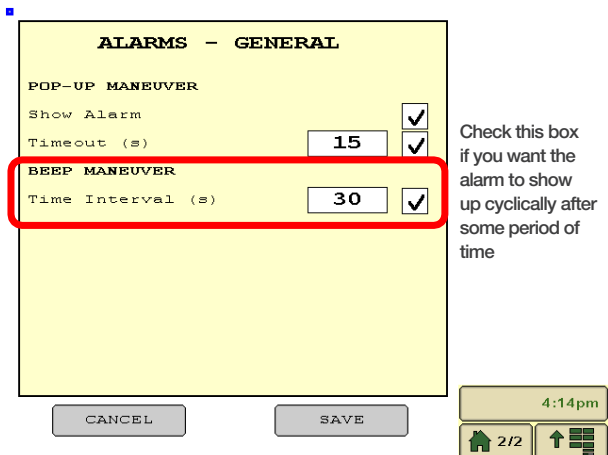 ALARMS - GENERAL
POP-UP MANEUVER
Show Alarm
Timeout (s) 15
BEEP MANEUVER
Time Interval (s) 30
Check this box
if you want the
alarm to show
up cyclically after
some period of
time
CANCEL SAVE
4:14pm
2/2